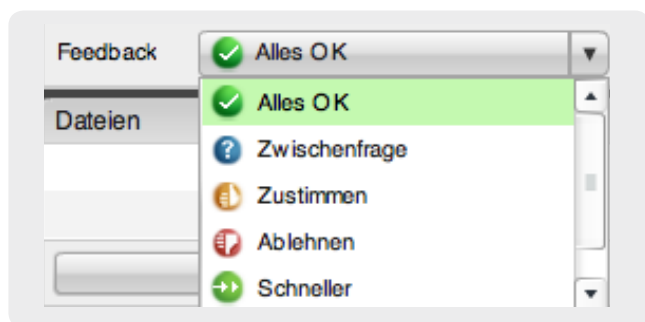 Feedback Alles OK
Alles OK
Dateien
Zwischenfrage
Zustimmen
Ablehnen
Schneller